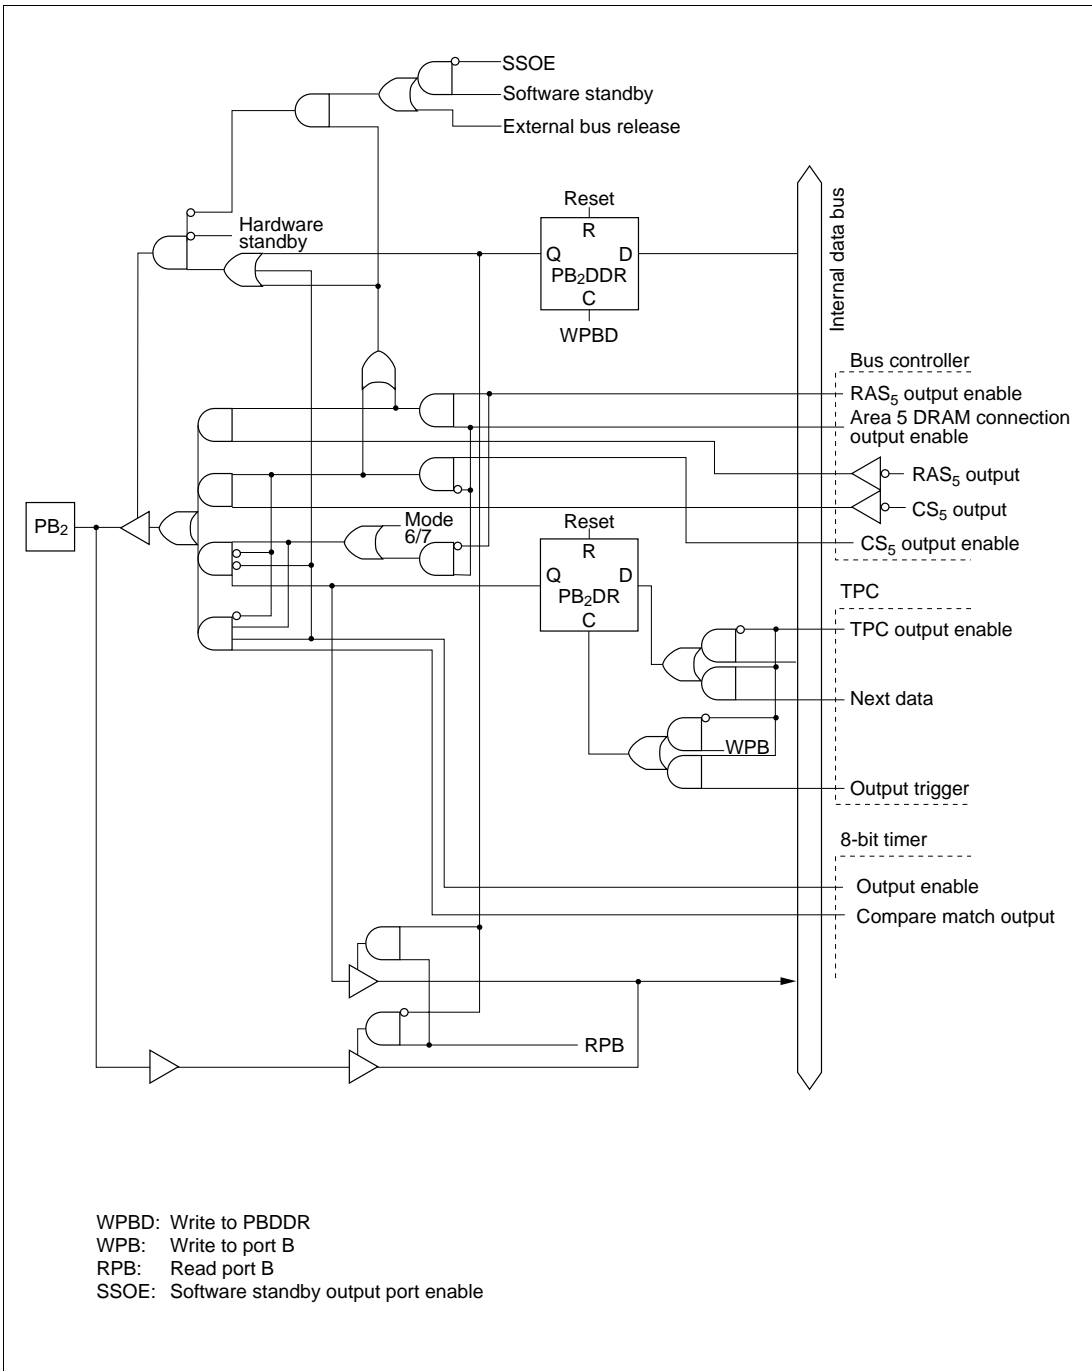 SSOE
Software standby
External bus release
Reset
R
Q D
PB2DDR
C
WPBD
Hardware
standby
Internal data bus
Bus controller
RAS5 output enable
Area 5 DRAM connection
output enable
RAS5 output
CS5 output
CS5 output enable
PB2
Mode
6/7
Reset
R
Q D
PB2DR
C
TPC
TPC output enable
Next data
WPB
Output trigger
8-bit timer
Output enable
Compare match output
RPB
WPBD: Write to PBDDR
WPB: Write to port B
RPB: Read port B
SSOE: Software standby output port enable